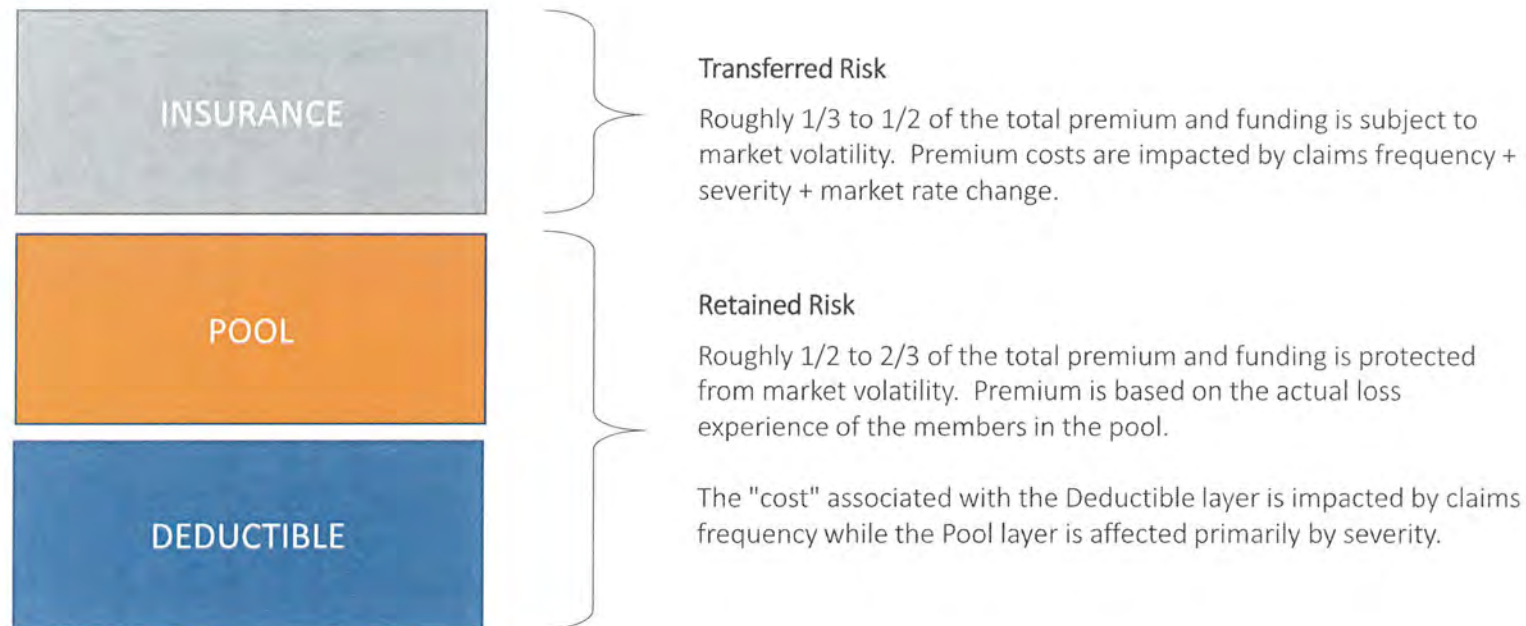 INSURANCE
Transferred Risk
Roughly 1/3 to 1/2 of the total premium and funding is subject to
market volatility.  Premium costs are impacted by claims frequency +
severity + market rate change.
POOL
Retained Risk
Roughly 1/2 to 2/3 of the total premium and funding is protected
from market volatility.  Premium is based on the actual loss
experience of the members in the pool.
DEDUCTIBLE
The "cost" associated with the Deductible layer is impacted by claims
frequency while the Pool layer is affected primarily by severity.